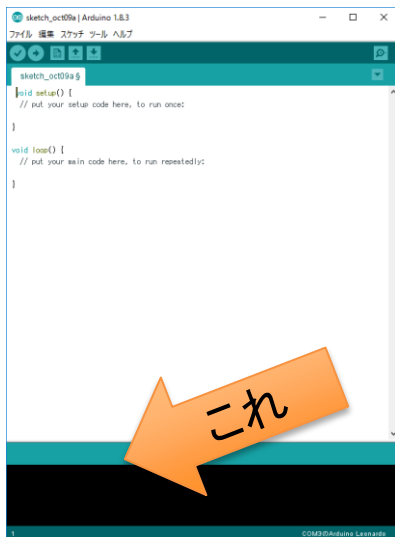 sketch_oct09a | Arduino 1.8.3
ファイル 編集 スケッチ ツール ヘルプ
sketch_oct09a §
void setup() {
// put your setup code here, to run once:
}
void loop() {
// put your main code here, to run repeatedly:
}
これ
1
COM3のArduino Leonardo